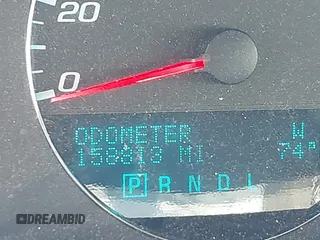 20
0
ODOMETER W
158813 MI 74°
P R N D L
DREAMBID